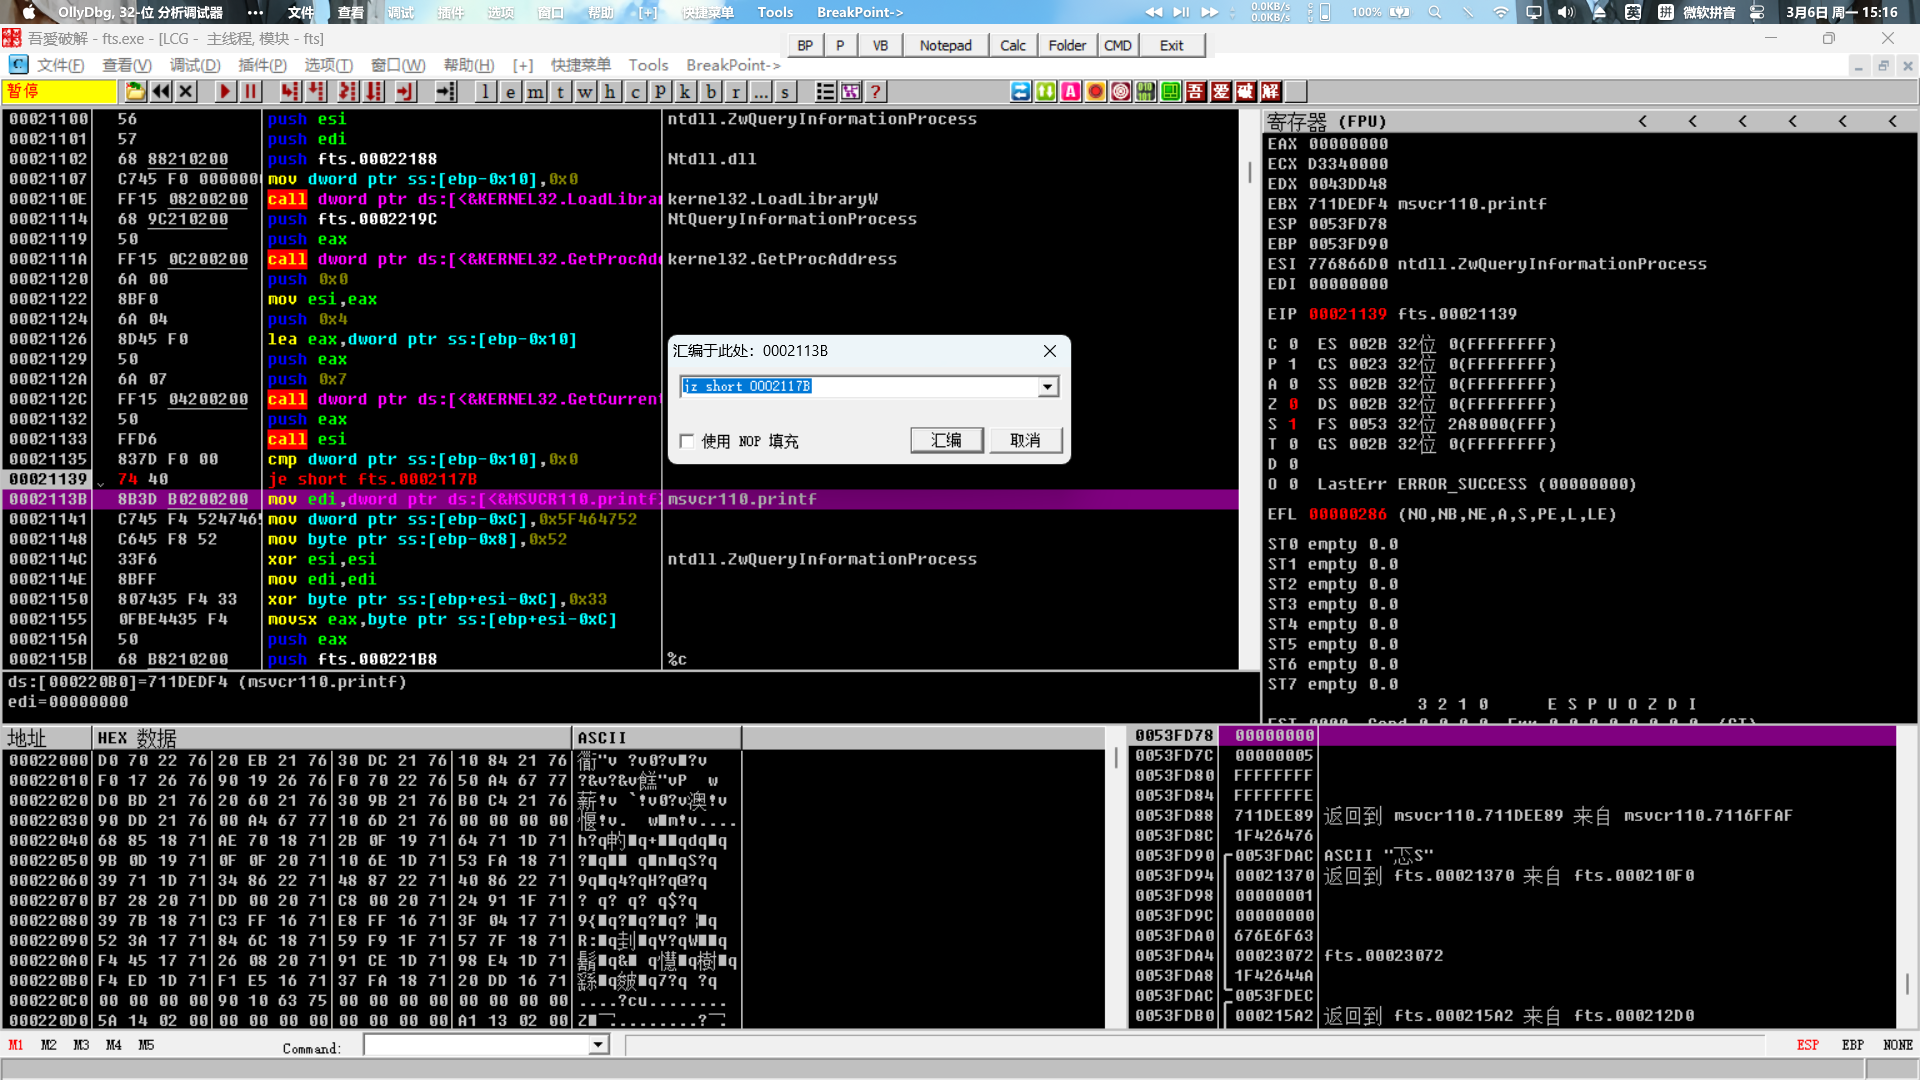 OllyDbg, 32-位 分析调试器 ••• 文件 查看 调试 插件 选项 窗口 帮助 [+] 快捷菜单 Tools BreakPoint-> 0.0KB/s 0.0KB/s 100% 英 拼 微软拼音 3月6日 周一 15:16
吾爱破解 - fts.exe - [LCG - 主线程, 模块 - fts]
BP P VB Notepad Calc Folder CMD Exit
C 文件(F) 查看(V) 调试(D) 插件(P) 选项(T) 窗口(W) 帮助(H) [+] 快捷菜单 Tools BreakPoint->
暂停 l e m t w h c P k b r ... s ? 吾 爱 破 解
00021100 56 push esi ntdll.ZwQueryInformationProcess
00021101 57 push edi
00021102 68 88210200 push fts.00022188 Ntdll.dll
00021107 C745 F0 0000000 mov dword ptr ss:[ebp-0x10],0x0
0002110E FF15 08200200 call dword ptr ds:[<&KERNEL32.LoadLibrar kernel32.LoadLibraryW
00021114 68 9C210200 push fts.0002219C NtQueryInformationProcess
00021119 50 push eax
0002111A FF15 0C200200 call dword ptr ds:[<&KERNEL32.GetProcAdd kernel32.GetProcAddress
00021120 6A 00 push 0x0
00021122 8BF0 mov esi,eax
00021124 6A 04 push 0x4
00021126 8D45 F0 lea eax,dword ptr ss:[ebp-0x10]
00021129 50 push eax
0002112A 6A 07 push 0x7
0002112C FF15 04200200 call dword ptr ds:[<&KERNEL32.GetCurrent
00021132 50 push eax
00021133 FFD6 call esi
00021135 837D F0 00 cmp dword ptr ss:[ebp-0x10],0x0
00021139 74 40 je short fts.0002117B
0002113B 8B3D B0200200 mov edi,dword ptr ds:[<&MSVCR110.printf> msvcr110.printf
00021141 C745 F4 5247465 mov dword ptr ss:[ebp-0xC],0x5F464752
00021148 C645 F8 52 mov byte ptr ss:[ebp-0x8],0x52
0002114C 33F6 xor esi,esi ntdll.ZwQueryInformationProcess
0002114E 8BFF mov edi,edi
00021150 807435 F4 33 xor byte ptr ss:[ebp+esi-0xC],0x33
00021155 0FBE4435 F4 movsx eax,byte ptr ss:[ebp+esi-0xC]
0002115A 50 push eax
0002115B 68 B8210200 push fts.000221B8 %c
ds:[000220B0]=711DEDF4 (msvcr110.printf)
edi=00000000
汇编于此处: 0002113B
jz short 0002117B
使用 NOP 填充 汇编 取消
寄存器 (FPU) < < < < < <
EAX 00000000
ECX D3340000
EDX 0043DD48
EBX 711DEDF4 msvcr110.printf
ESP 0053FD78
EBP 0053FD90
ESI 776866D0 ntdll.ZwQueryInformationProcess
EDI 00000000
EIP 00021139 fts.00021139
C 0 ES 002B 32位 0(FFFFFFFF)
P 1 CS 0023 32位 0(FFFFFFFF)
A 0 SS 002B 32位 0(FFFFFFFF)
Z 0 DS 002B 32位 0(FFFFFFFF)
S 1 FS 0053 32位 2A8000(FFF)
T 0 GS 002B 32位 0(FFFFFFFF)
D 0
O 0 LastErr ERROR_SUCCESS (00000000)
EFL 00000286 (NO,NB,NE,A,S,PE,L,LE)
ST0 empty 0.0
ST1 empty 0.0
ST2 empty 0.0
ST3 empty 0.0
ST4 empty 0.0
ST5 empty 0.0
ST6 empty 0.0
ST7 empty 0.0
3 2 1 0 E S P U O Z D I
地址 HEX 数据 ASCII
00022000 D0 70 22 76 20 EB 21 76 30 DC 21 76 10 84 21 76
00022010 F0 17 26 76 90 19 26 76 F0 70 22 76 50 A4 67 77
00022020 D0 BD 21 76 20 60 21 76 30 9B 21 76 B0 C4 21 76
00022030 90 DD 21 76 00 A4 67 77 10 6D 21 76 00 00 00 00
00022040 68 85 18 71 AE 70 18 71 2B 0F 19 71 64 71 1D 71
00022050 9B 0D 19 71 0F 0F 20 71 10 6E 1D 71 53 FA 18 71
00022060 39 71 1D 71 34 86 22 71 48 87 22 71 40 86 22 71
00022070 B7 28 20 71 DD 00 20 71 C8 00 20 71 24 91 1F 71
00022080 39 7B 18 71 C3 FF 16 71 E8 FF 16 71 3F 04 17 71
00022090 52 3A 17 71 84 6C 18 71 59 F9 1F 71 57 7F 18 71
000220A0 F4 45 17 71 26 08 20 71 91 CE 1D 71 98 E4 1D 71
000220B0 F4 ED 1D 71 F1 E5 16 71 37 FA 18 71 20 DD 16 71
000220C0 00 00 00 00 90 10 63 75 00 00 00 00 00 00 00 00 ....?cu........
000220D0 5A 14 02 00 00 00 00 00 00 00 00 00 A1 13 02 00
0053FD78 00000000
0053FD7C 00000005
0053FD80 FFFFFFFF
0053FD84 FFFFFFFE
0053FD88 711DEE89 返回到 msvcr110.711DEE89 来自 msvcr110.7116FFAF
0053FD8C 1F426476
0053FD90 0053FDAC ASCII
0053FD94 00021370 返回到 fts.00021370 来自 fts.000210F0
0053FD98 00000001
0053FD9C 00000000
0053FDA0 676E6F63
0053FDA4 00023072 fts.00023072
0053FDA8 1F42644A
0053FDAC 0053FDEC
0053FDB0 000215A2 返回到 fts.000215A2 来自 fts.000212D0
M1 M2 M3 M4 M5 Command: ESP EBP NONE